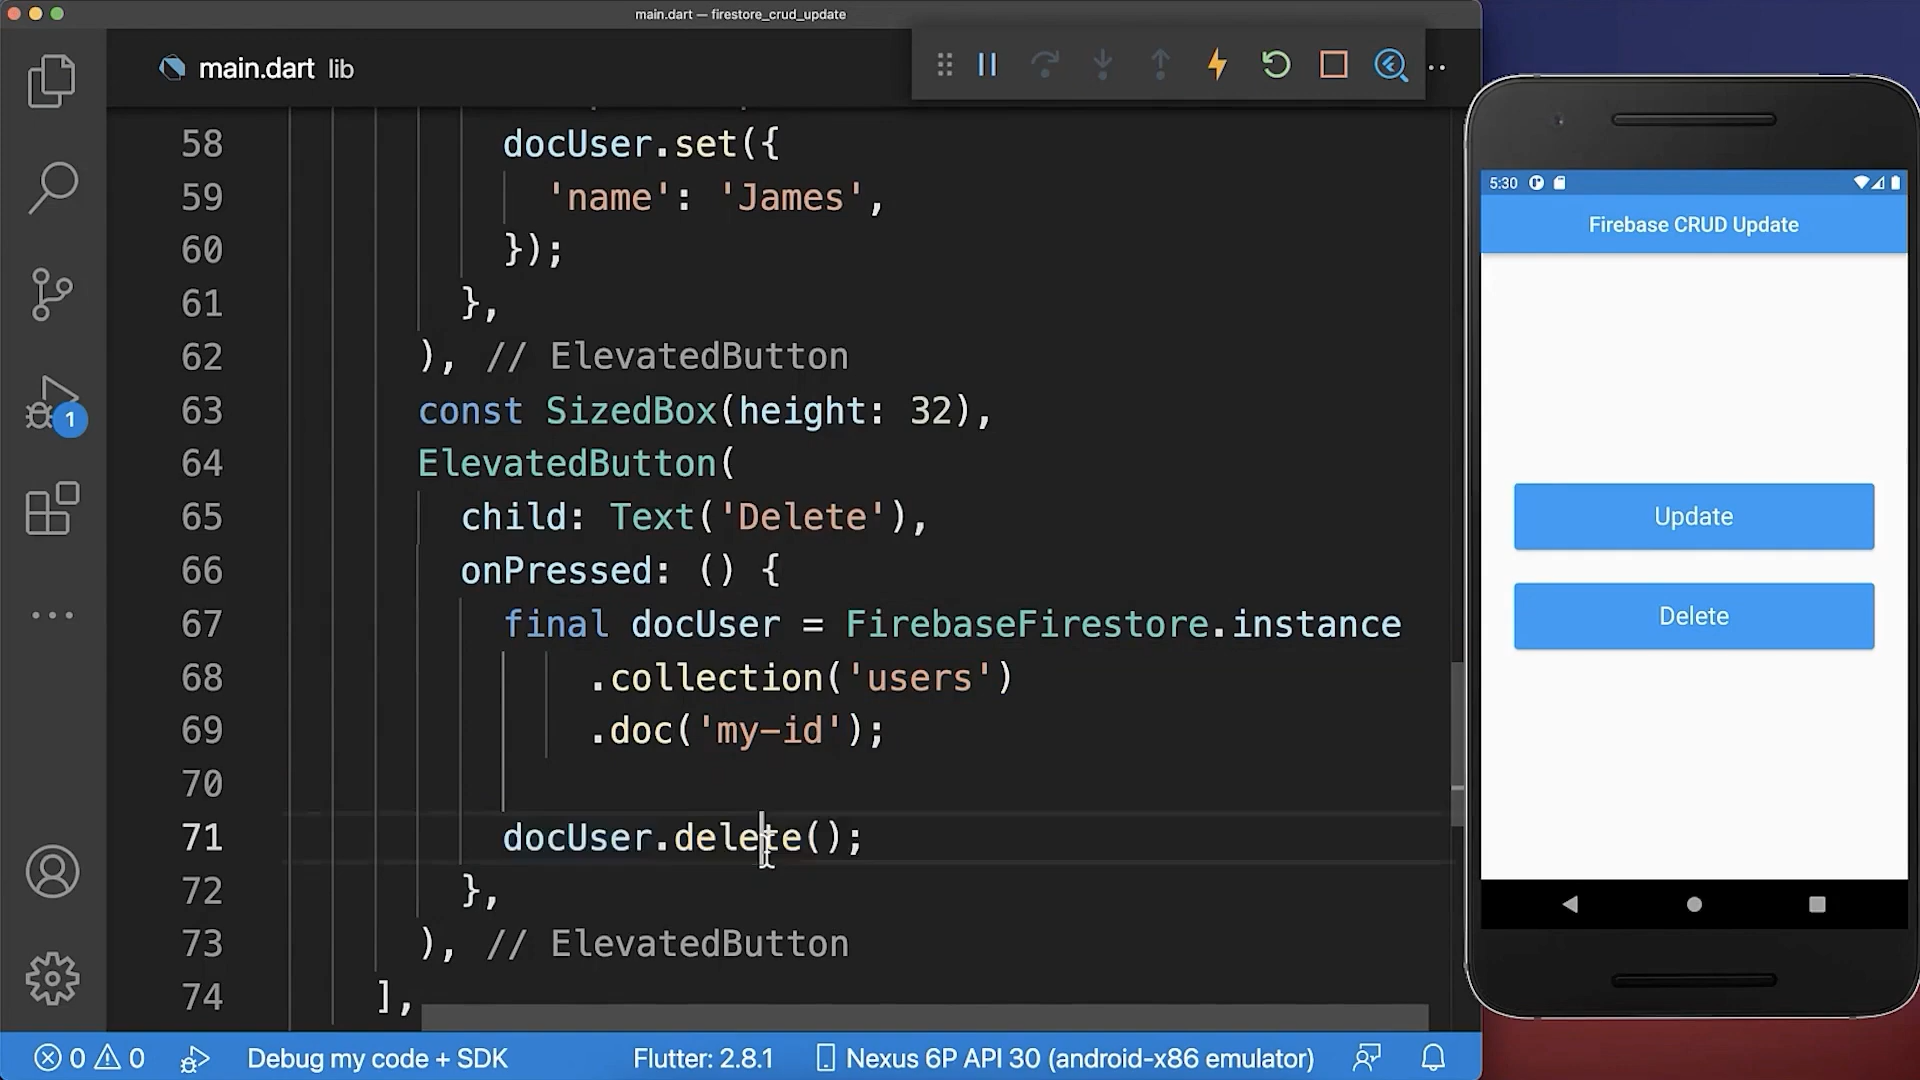 main.dart — firestore_crud_update
main.dart lib
58 docUser.set({
59 'name': 'James',
60 });
61 },
62 ), // ElevatedButton
63 const SizedBox(height: 32),
64 ElevatedButton(
65 child: Text('Delete'),
66 onPressed: () {
67 final docUser = FirebaseFirestore.instance
68 .collection('users')
69 .doc('my-id');
70
71 docUser.delete();
72 },
73 ), // ElevatedButton
74 ],
1
0 0 Debug my code + SDK Flutter: 2.8.1 Nexus 6P API 30 (android-x86 emulator)
5:30
Firebase CRUD Update
Update
Delete